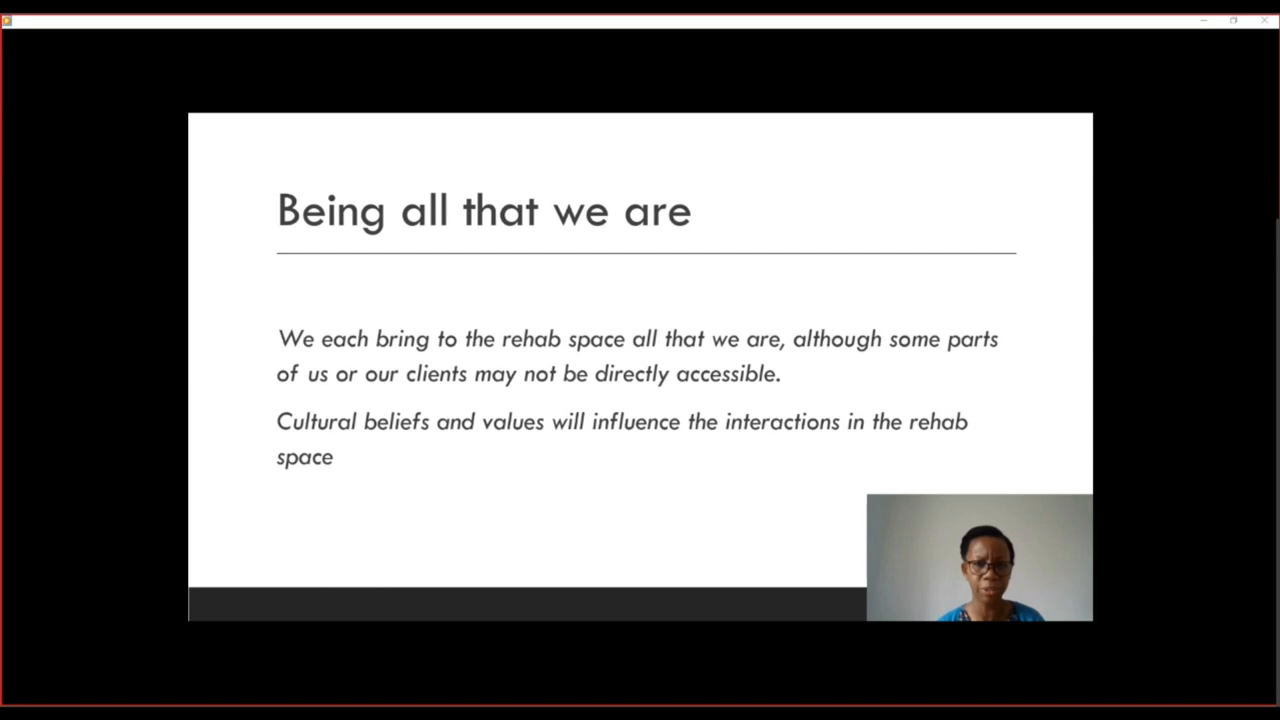 Being all that we are
We each bring to the rehab space all that we are, although some parts
of us or our clients may not be directly accessible.
Cultural beliefs and values will influence the interactions in the rehab
space